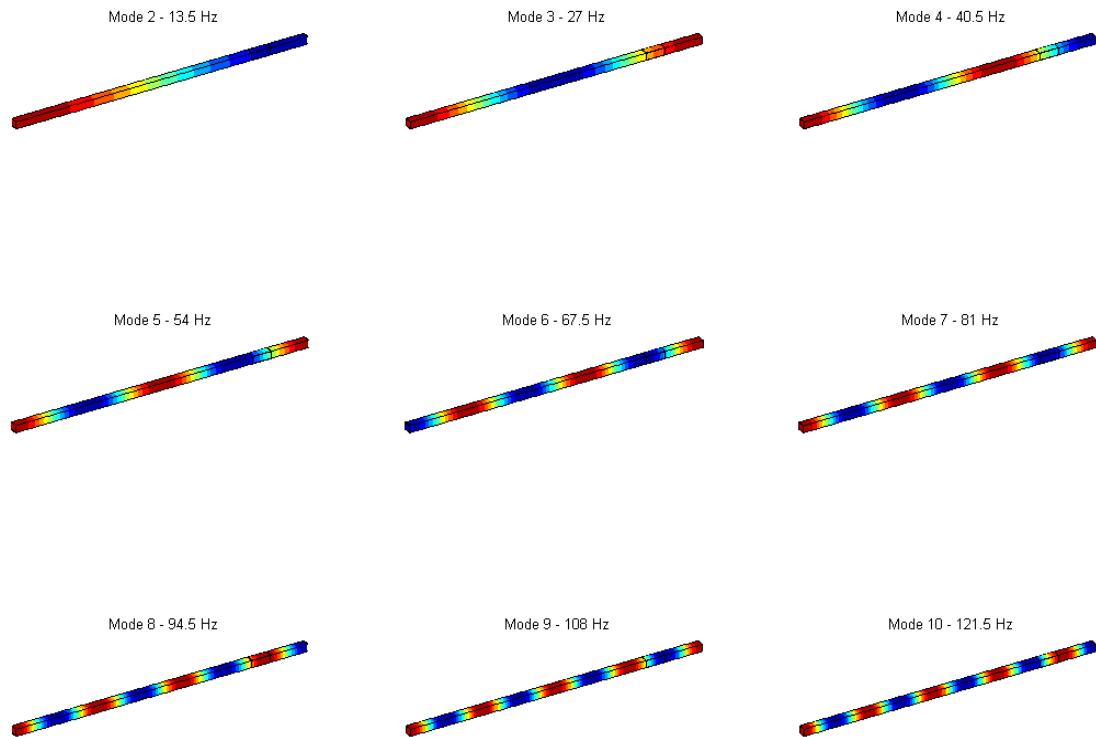 Mode 2 - 13.5 Hz
Mode 3 - 27 Hz
Mode 4 - 40.5 Hz
Mode 5 - 54 Hz
Mode 6 - 67.5 Hz
Mode 7 - 81 Hz
Mode 8 - 94.5 Hz
Mode 9 - 108 Hz
Mode 10 - 121.5 Hz